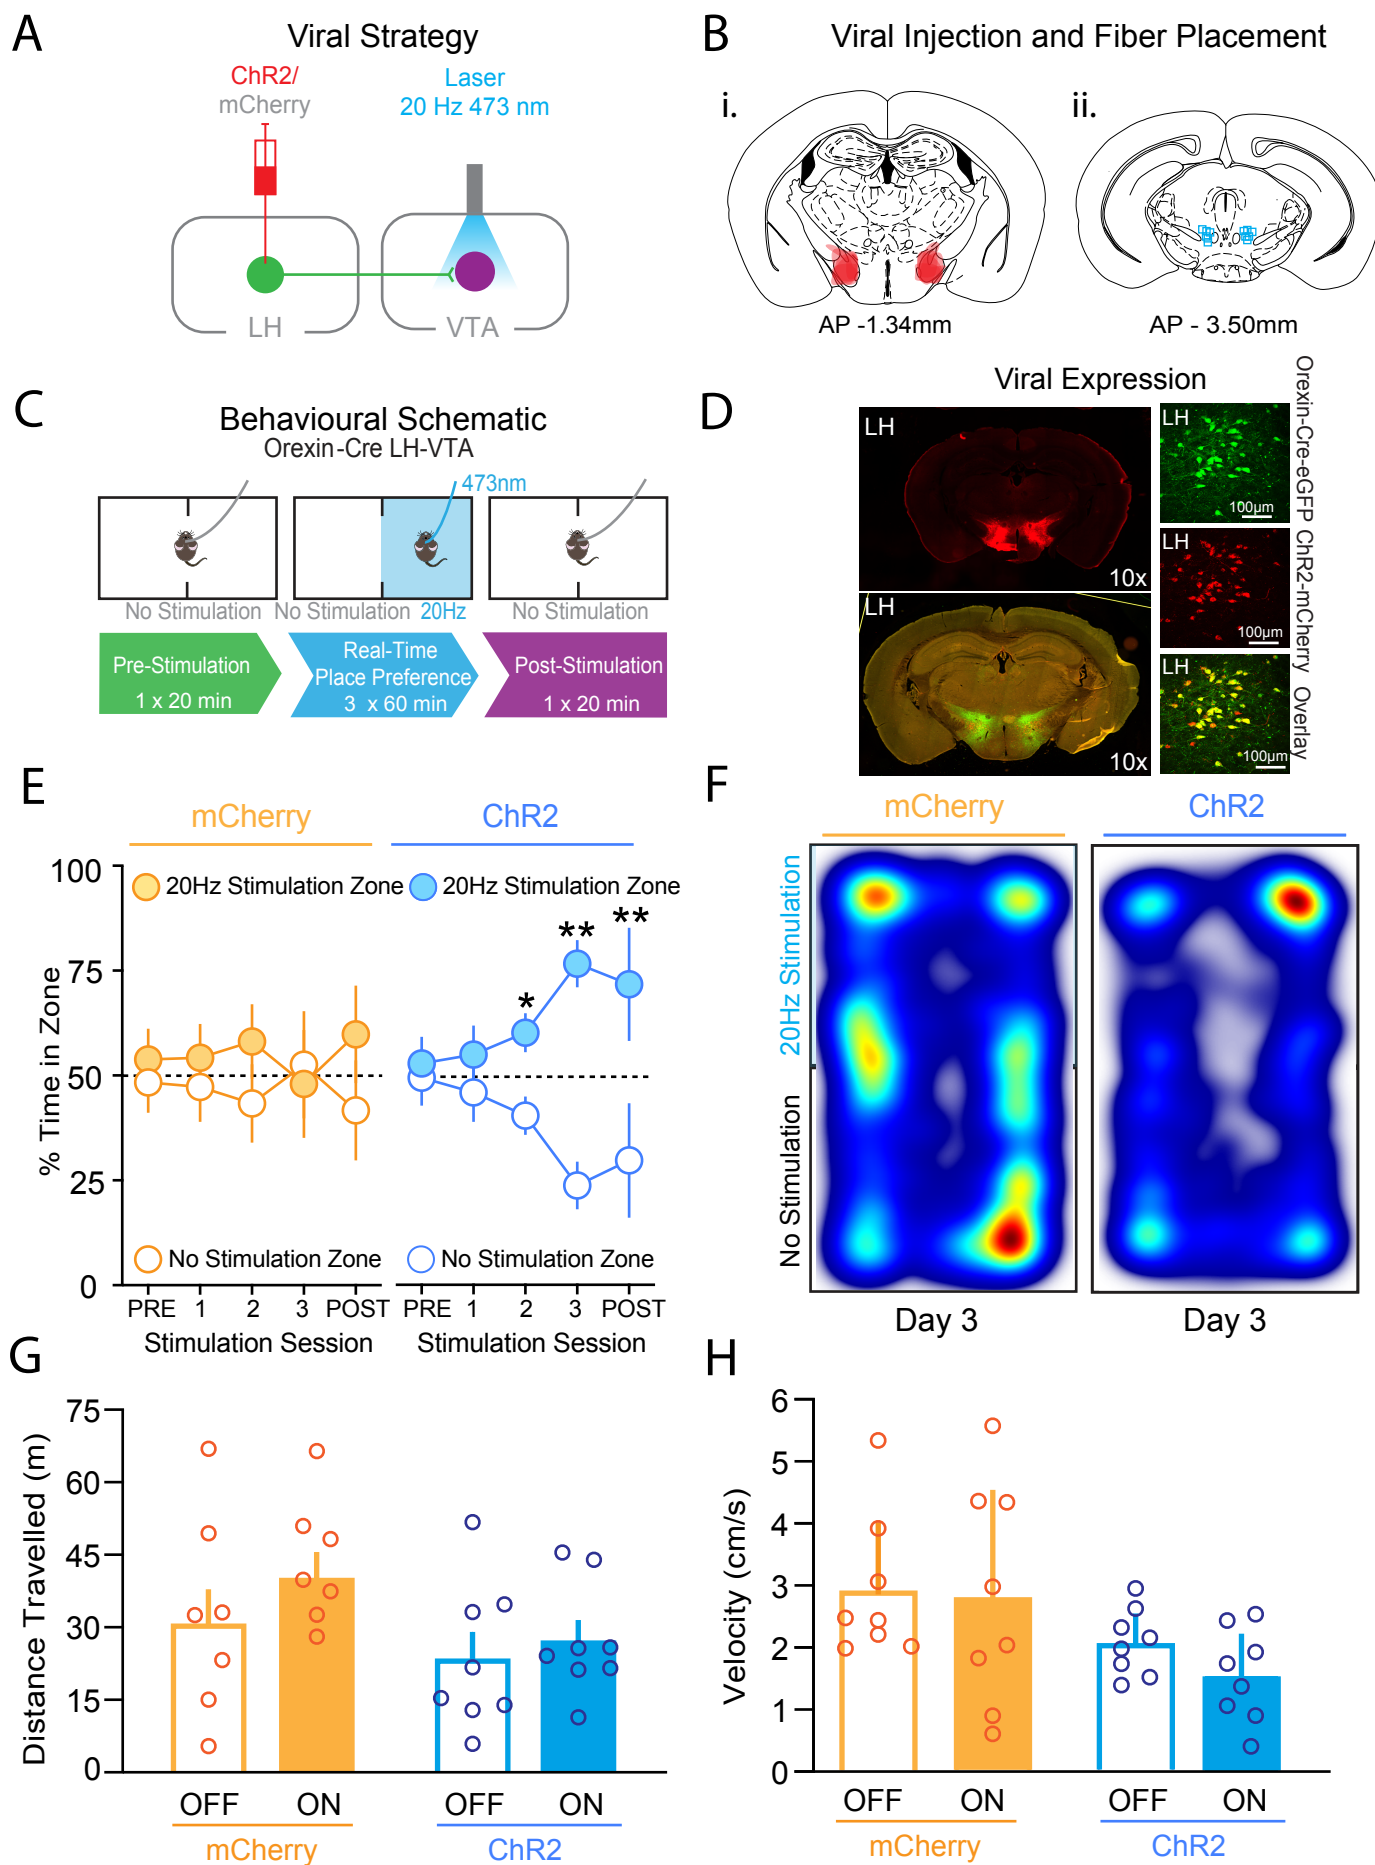 A
Viral Strategy
ChR2/
mCherry
Laser
20 Hz 473 nm
LH
VTA
B
Viral Injection and Fiber Placement
i.
ii.
AP -1.34mm
AP - 3.50mm
C
Behavioural Schematic
Orexin-Cre LH-VTA
473nm
No Stimulation
No Stimulation
20Hz
No Stimulation
Pre-Stimulation
1 x 20 min
Real-Time
Place Preference
3 x 60 min
Post-Stimulation
1 x 20 min
D
Viral Expression
LH
10x
LH
10x
LH
100µm
LH
100µm
LH
100µm
Orexin-Cre-eGFP ChR2-mCherry Overlay
E
mCherry
ChR2
% Time in Zone
100
75
50
25
0
20Hz Stimulation Zone
20Hz Stimulation Zone
*
**
**
No Stimulation Zone
No Stimulation Zone
PRE 1 2 3 POST
PRE 1 2 3 POST
Stimulation Session
Stimulation Session
F
mCherry
ChR2
20Hz Stimulation
No Stimulation
Day 3
Day 3
G
Distance Travelled (m)
75
60
45
30
15
0
OFF ON
OFF ON
mCherry
ChR2
H
Velocity (cm/s)
6
5
4
3
2
1
0
OFF ON
OFF ON
mCherry
ChR2